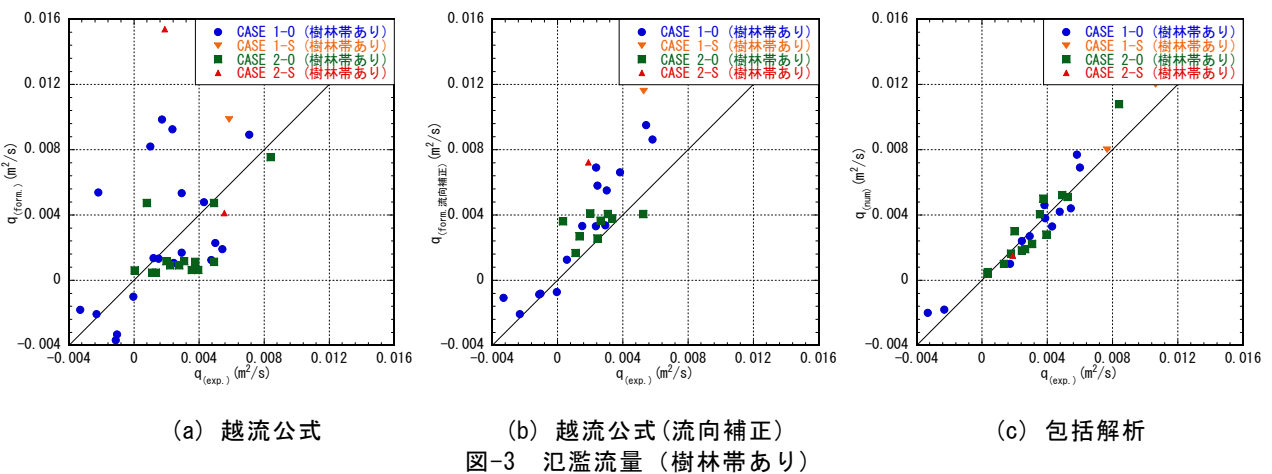 0.016
0.012
0.008
0.004
0
-0.004
q(form.) (m²/s)
CASE 1-O (樹林帯あり)
CASE 1-S (樹林帯あり)
CASE 2-O (樹林帯あり)
CASE 2-S (樹林帯あり)
-0.004 0 0.004 0.008 0.012 0.016
q(exp.) (m²/s)
(a) 越流公式
0.016
0.012
0.008
0.004
0
-0.004
q(form.流向補正) (m²/s)
CASE 1-O (樹林帯あり)
CASE 1-S (樹林帯あり)
CASE 2-O (樹林帯あり)
CASE 2-S (樹林帯あり)
-0.004 0 0.004 0.008 0.012 0.016
q(exp.) (m²/s)
(b) 越流公式(流向補正)
0.016
0.012
0.008
0.004
0
-0.004
q(num) (m²/s)
CASE 1-O (樹林帯あり)
CASE 1-S (樹林帯あり)
CASE 2-O (樹林帯あり)
CASE 2-S (樹林帯あり)
-0.004 0 0.004 0.008 0.012 0.016
q(exp.) (m²/s)
(c) 包括解析
図-3 氾濫流量（樹林帯あり）